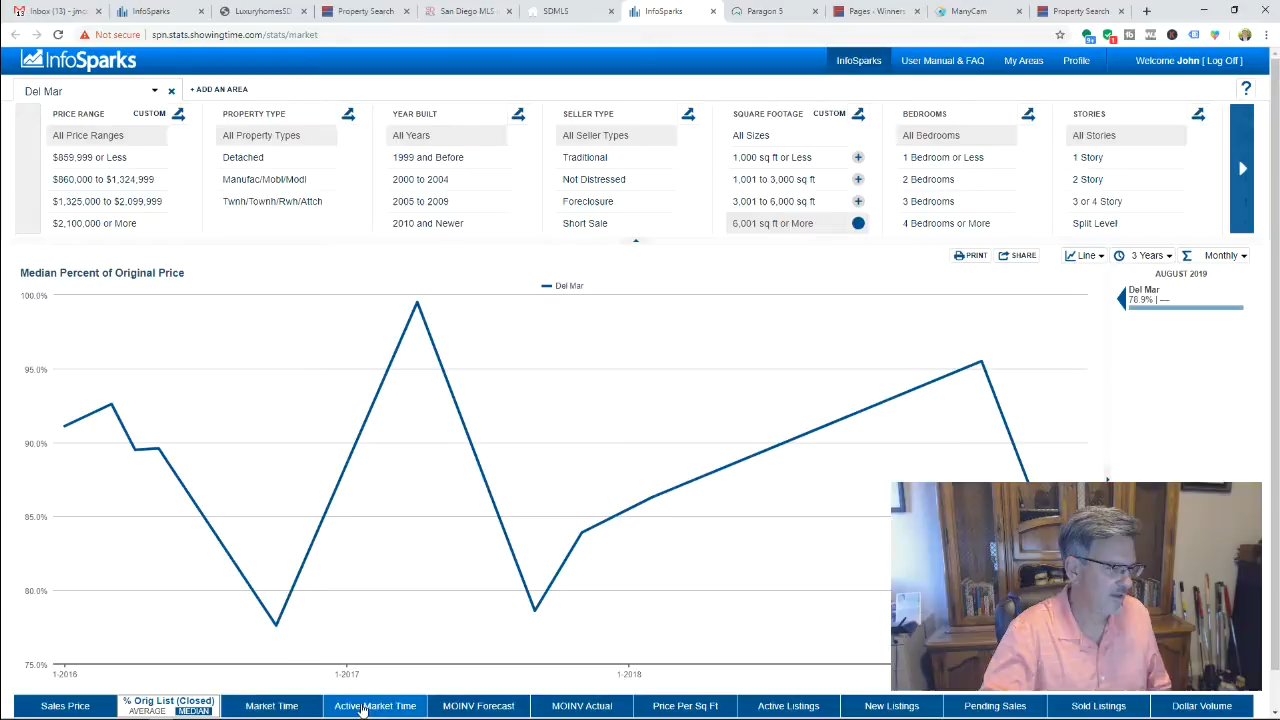 Inbox (13) - jmc
InfoSparks
LuxuryhomesSD
Property Search
San Diego MLS
SDMLS
InfoSparks
Paragon 5
Pages - Winners
ManyCam
Property Search
Not secure | spn.stats.showingtime.com/stats/market
InfoSparks
InfoSparks User Manual & FAQ My Areas Profile Welcome John [ Log Off ]
Del Mar + ADD AN AREA ?
PRICE RANGE CUSTOM
All Price Ranges
$859,999 or Less
$860,000 to $1,324,999
$1,325,000 to $2,099,999
$2,100,000 or More
PROPERTY TYPE
All Property Types
Detached
Manufac/Mobl/Modl
Twnh/Townh/Rwh/Attch
YEAR BUILT
All Years
1999 and Before
2000 to 2004
2005 to 2009
2010 and Newer
SELLER TYPE
All Seller Types
Traditional
Not Distressed
Foreclosure
Short Sale
SQUARE FOOTAGE CUSTOM
All Sizes
1,000 sq ft or Less
1,001 to 3,000 sq ft
3,001 to 6,000 sq ft
6,001 sq ft or More
BEDROOMS
All Bedrooms
1 Bedroom or Less
2 Bedrooms
3 Bedrooms
4 Bedrooms or More
STORIES
All Stories
1 Story
2 Story
3 or 4 Story
Split Level
PRINT SHARE Line 3 Years Σ Monthly
Median Percent of Original Price
AUGUST 2019
Del Mar
78.9% | —
Del Mar
100.0%
95.0%
90.0%
85.0%
80.0%
75.0%
1-2016 1-2017 1-2018
Sales Price
% Orig List (Closed)
AVERAGE MEDIAN
Market Time
Active Market Time
MOINV Forecast
MOINV Actual
Price Per Sq Ft
Active Listings
New Listings
Pending Sales
Sold Listings
Dollar Volume